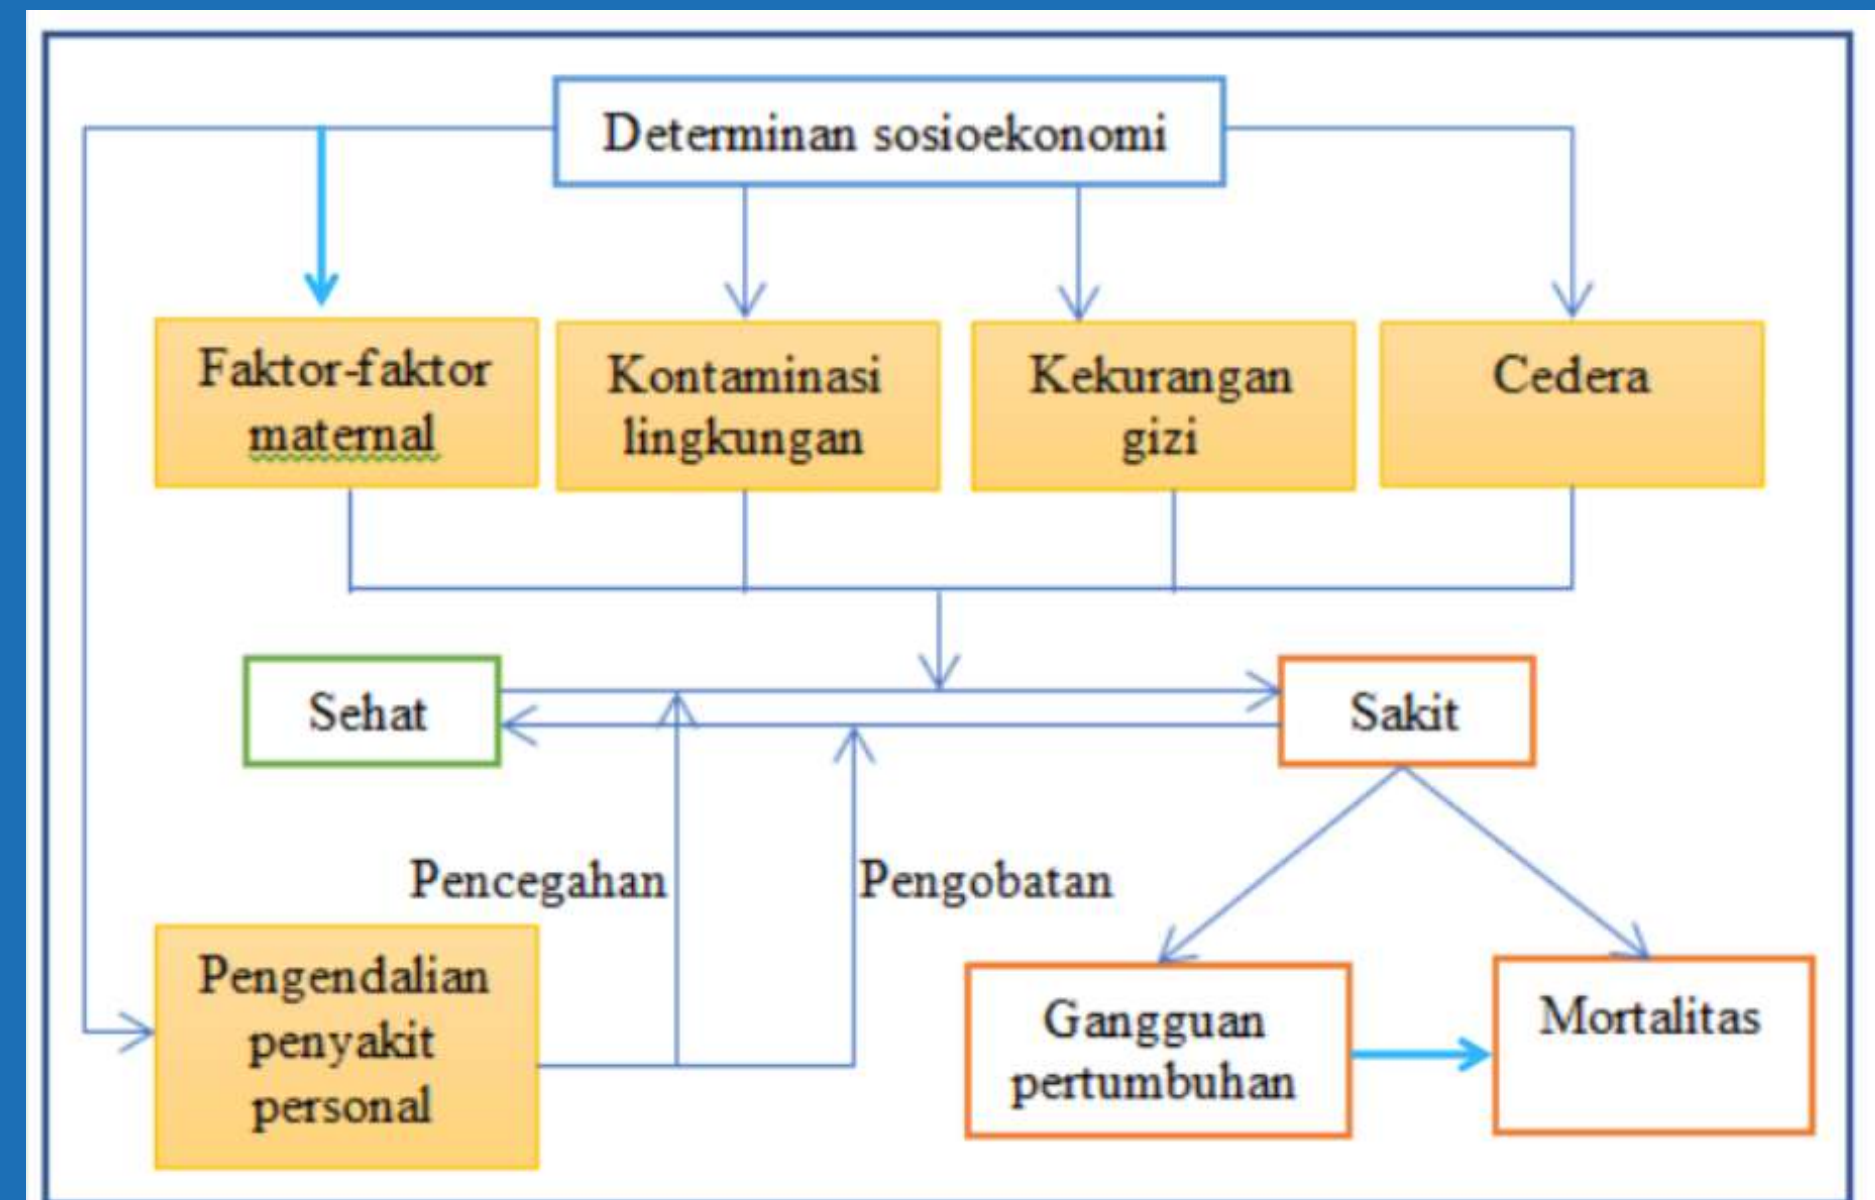 Determinan sosioekonomi
Faktor-faktor
maternal
Kontaminasi
lingkungan
Kekurangan
gizi
Cedera
Sehat
Sakit
Pencegahan
Pengobatan
Pengendalian
penyakit
personal
Gangguan
pertumbuhan
Mortalitas